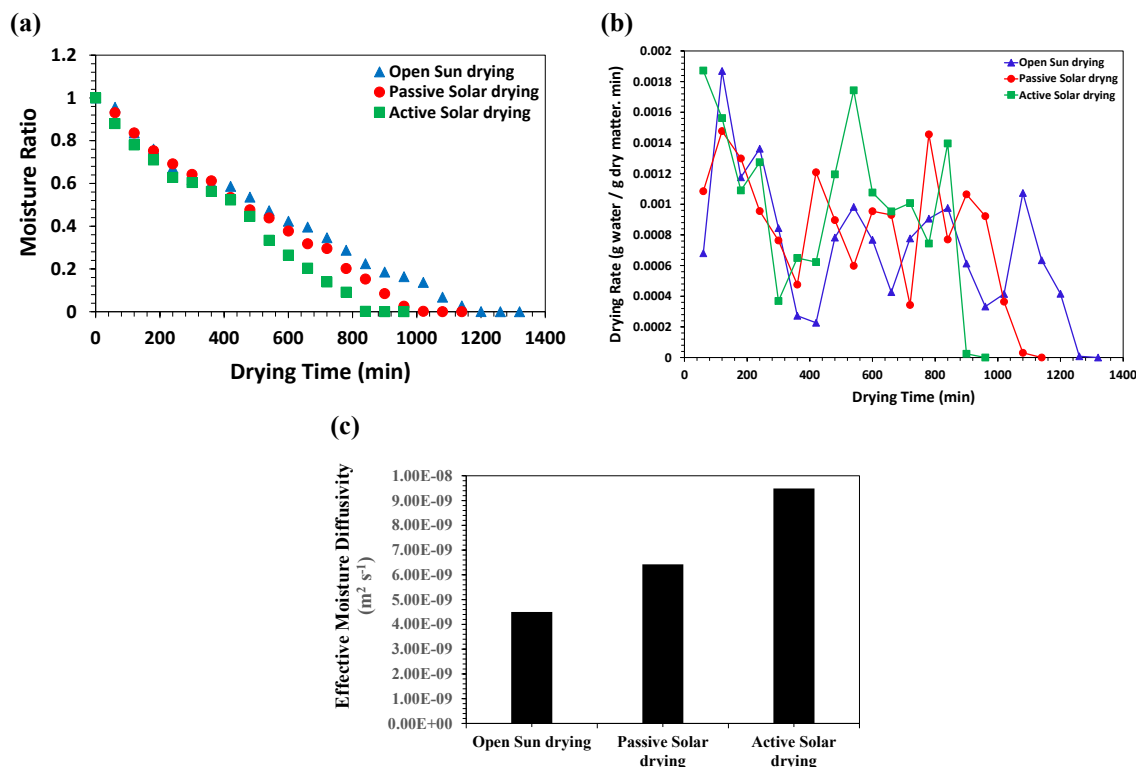 (a)
1.2
1
0.8
0.6
0.4
0.2
0
Open Sun drying
Passive Solar drying
Active Solar drying
Moisture Ratio
0 200 400 600 800 1000 1200 1400
Drying Time (min)
(b)
0.002
0.0018
0.0016
0.0014
0.0012
0.001
0.0008
0.0006
0.0004
0.0002
0
Open Sun drying
Passive Solar drying
Active Solar drying
Drying Rate (g water / g dry matter. min)
0 200 400 600 800 1000 1200 1400
Drying Time (min)
(c)
1.00E-08
9.00E-09
8.00E-09
7.00E-09
6.00E-09
5.00E-09
4.00E-09
3.00E-09
2.00E-09
1.00E-09
0.00E+00
Effective Moisture Diffusivity
(m² s⁻¹)
Open Sun drying
Passive Solar
drying
Active Solar
drying